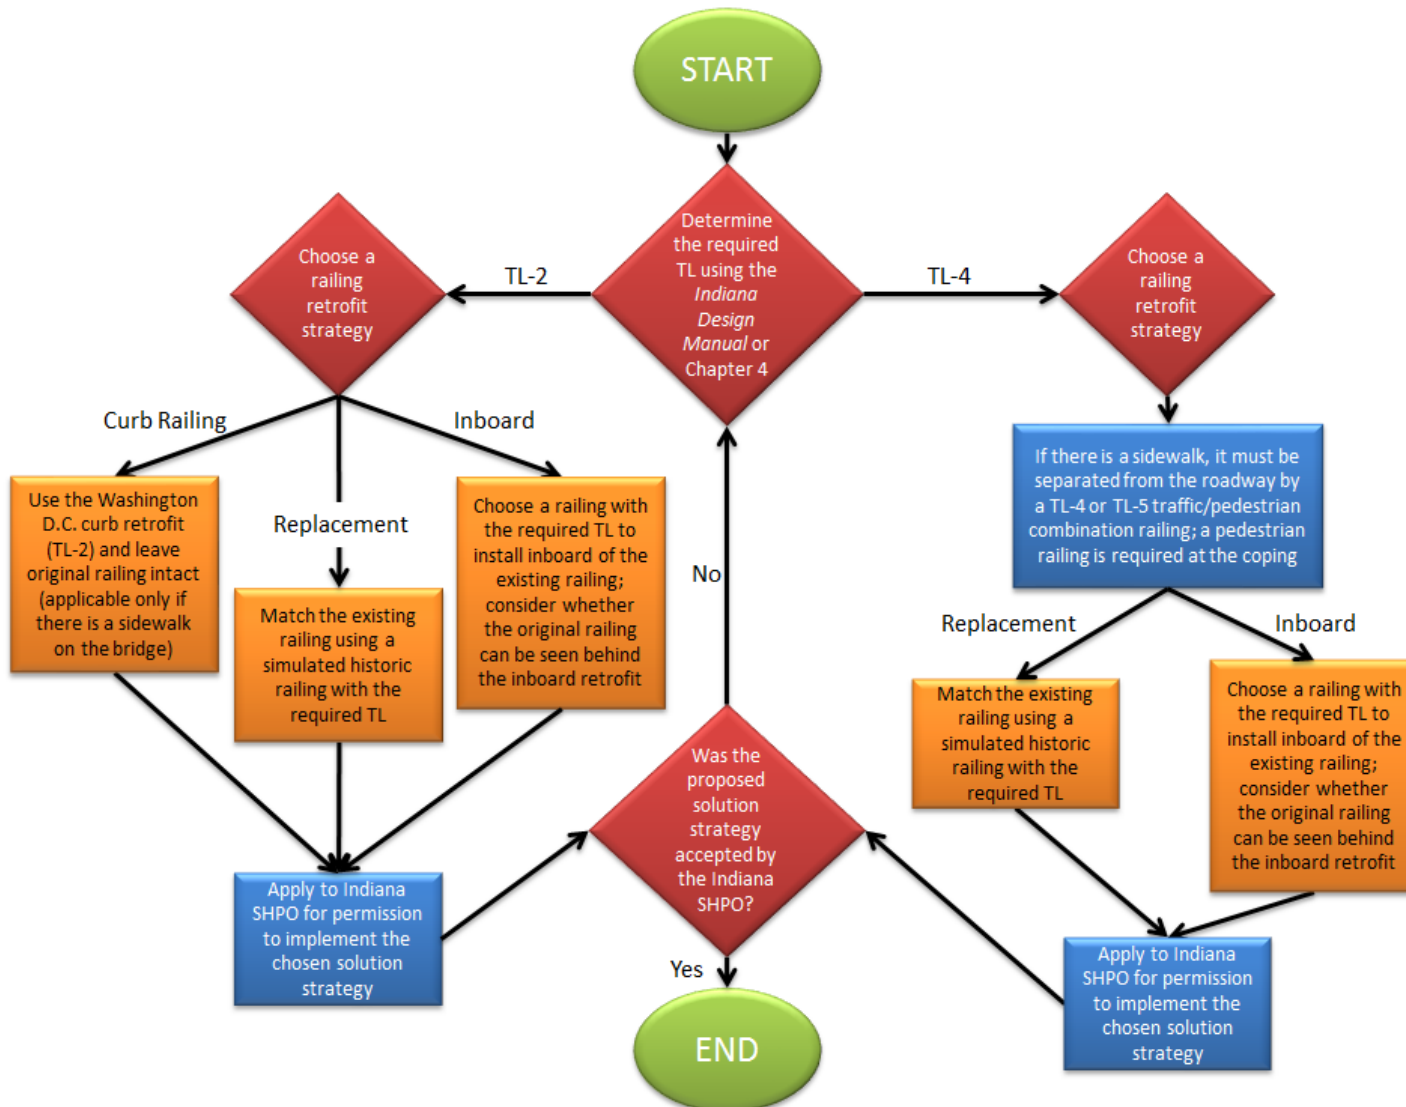 START
Determine
the required
TL using the
Indiana
Design
Manual or
Chapter 4
TL-2
TL-4
Choose a
railing
retrofit
strategy
Curb Railing
Replacement
Inboard
Use the Washington
D.C. curb retrofit
(TL-2) and leave
original railing intact
(applicable only if
there is a sidewalk
on the bridge)
Match the existing
railing using a
simulated historic
railing with the
required TL
Choose a railing with
the required TL to
install inboard of the
existing railing;
consider whether
the original railing
can be seen behind
the inboard retrofit
Apply to Indiana
SHPO for permission
to implement the
chosen solution
strategy
Choose a
railing
retrofit
strategy
If there is a sidewalk, it must be
separated from the roadway by
a TL-4 or TL-5 traffic/pedestrian
combination railing; a pedestrian
railing is required at the coping
Replacement
Inboard
Match the existing
railing using a
simulated historic
railing with the
required TL
Choose a railing with
the required TL to
install inboard of the
existing railing;
consider whether
the original railing
can be seen behind
the inboard retrofit
Apply to Indiana
SHPO for permission
to implement the
chosen solution
strategy
No
Was the
proposed
solution
strategy
accepted by
the Indiana
SHPO?
Yes
END